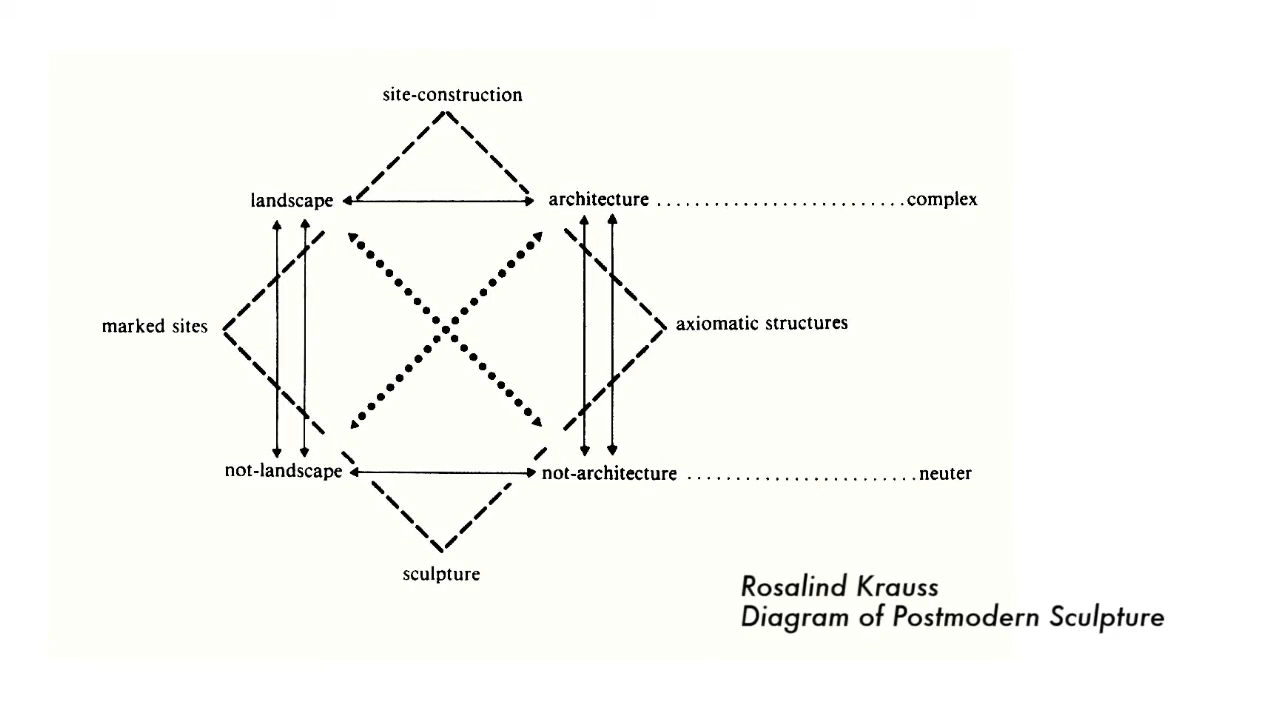 site-construction
landscape architecture ..........................complex
marked sites axiomatic structures
not-landscape not-architecture ........................neuter
sculpture
Rosalind Krauss
Diagram of Postmodern Sculpture